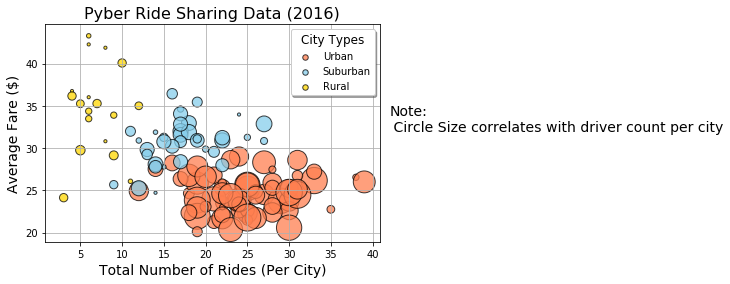 Pyber Ride Sharing Data (2016)
City Types
Urban
Suburban
Rural
Average Fare ($)
40
35
30
25
20
5 10 15 20 25 30 35 40
Total Number of Rides (Per City)
Note:
Circle Size correlates with driver count per city